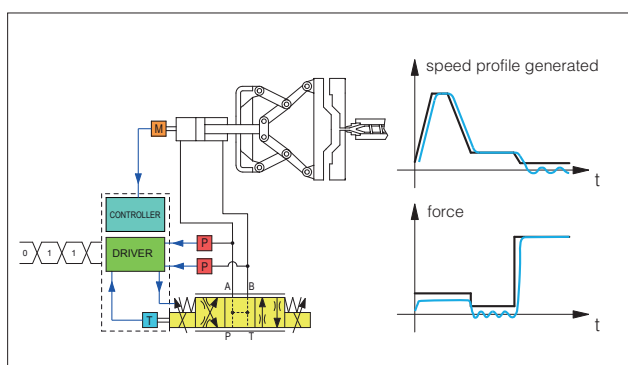 speed profile generated
t
M
CONTROLLER
DRIVER
0 1 1
P
P
A B
T
P T
force
t